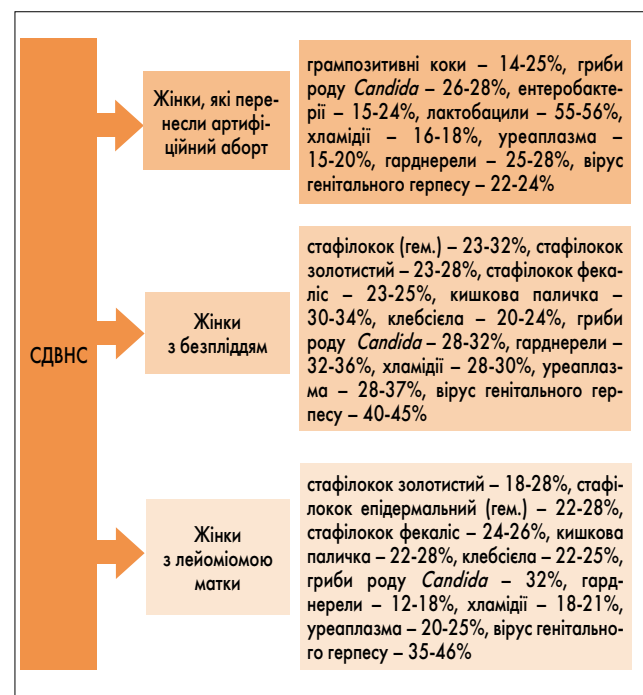 СДВНС
Жінки, які пере-
несли артифі-
ційний аборт
грампозитивні коки – 14-25%, гриби
роду Candida – 26-28%, ентеробакте-
рії – 15-24%, лактобацили – 55-56%,
хламідії – 16-18%, уреаплазма –
15-20%, гарднерели – 25-28%, вірус
генітального герпесу – 22-24%
Жінки
з безпліддям
стафілокок (гем.) – 23-32%, стафілокок
золотистий – 23-28%, стафілокок фека-
ліс – 23-25%, кишкова паличка –
30-34%, клебсієла – 20-24%, гриби
роду Candida – 28-32%, гарднерели –
32-36%, хламідії – 28-30%, уреаплаз-
ма – 28-37%, вірус генітального гер-
песу – 40-45%
Жінки
з лейоміомою
матки
стафілокок золотистий – 18-28%, стафі-
локок епідермальний (гем.) – 22-28%,
стафілокок фекаліс – 24-26%, кишкова
паличка – 22-28%, клебсієла – 22-25%,
гриби роду Candida – 32%, гард-
нерели – 12-18%, хламідії – 18-21%,
уреаплазма – 20-25%, вірус генітально-
го герпесу – 35-46%